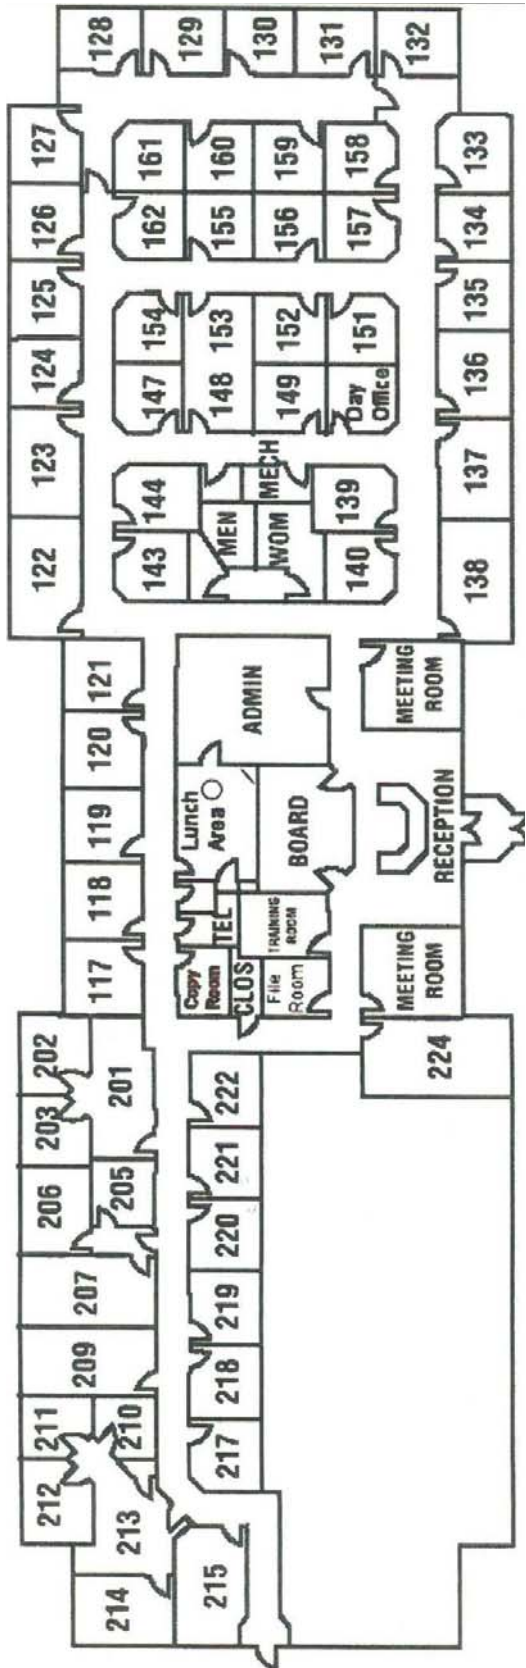 128
129
130
131
132
127
126
125
124
123
122
161
160
159
158
162
155
156
157
154
153
152
151
147
148
149
Day
Office
144
MECH
139
143
MEN
WOM
140
133
134
135
136
137
138
121
120
119
118
117
ADMIN
Lunch
Area
BOARD
TEL
TRAINING
ROOM
Copy
Room
CLOS
File
Room
MEETING
ROOM
RECEPTION
MEETING
ROOM
202
203
201
206
205
207
209
211
210
212
213
214
215
222
221
220
219
218
217
224